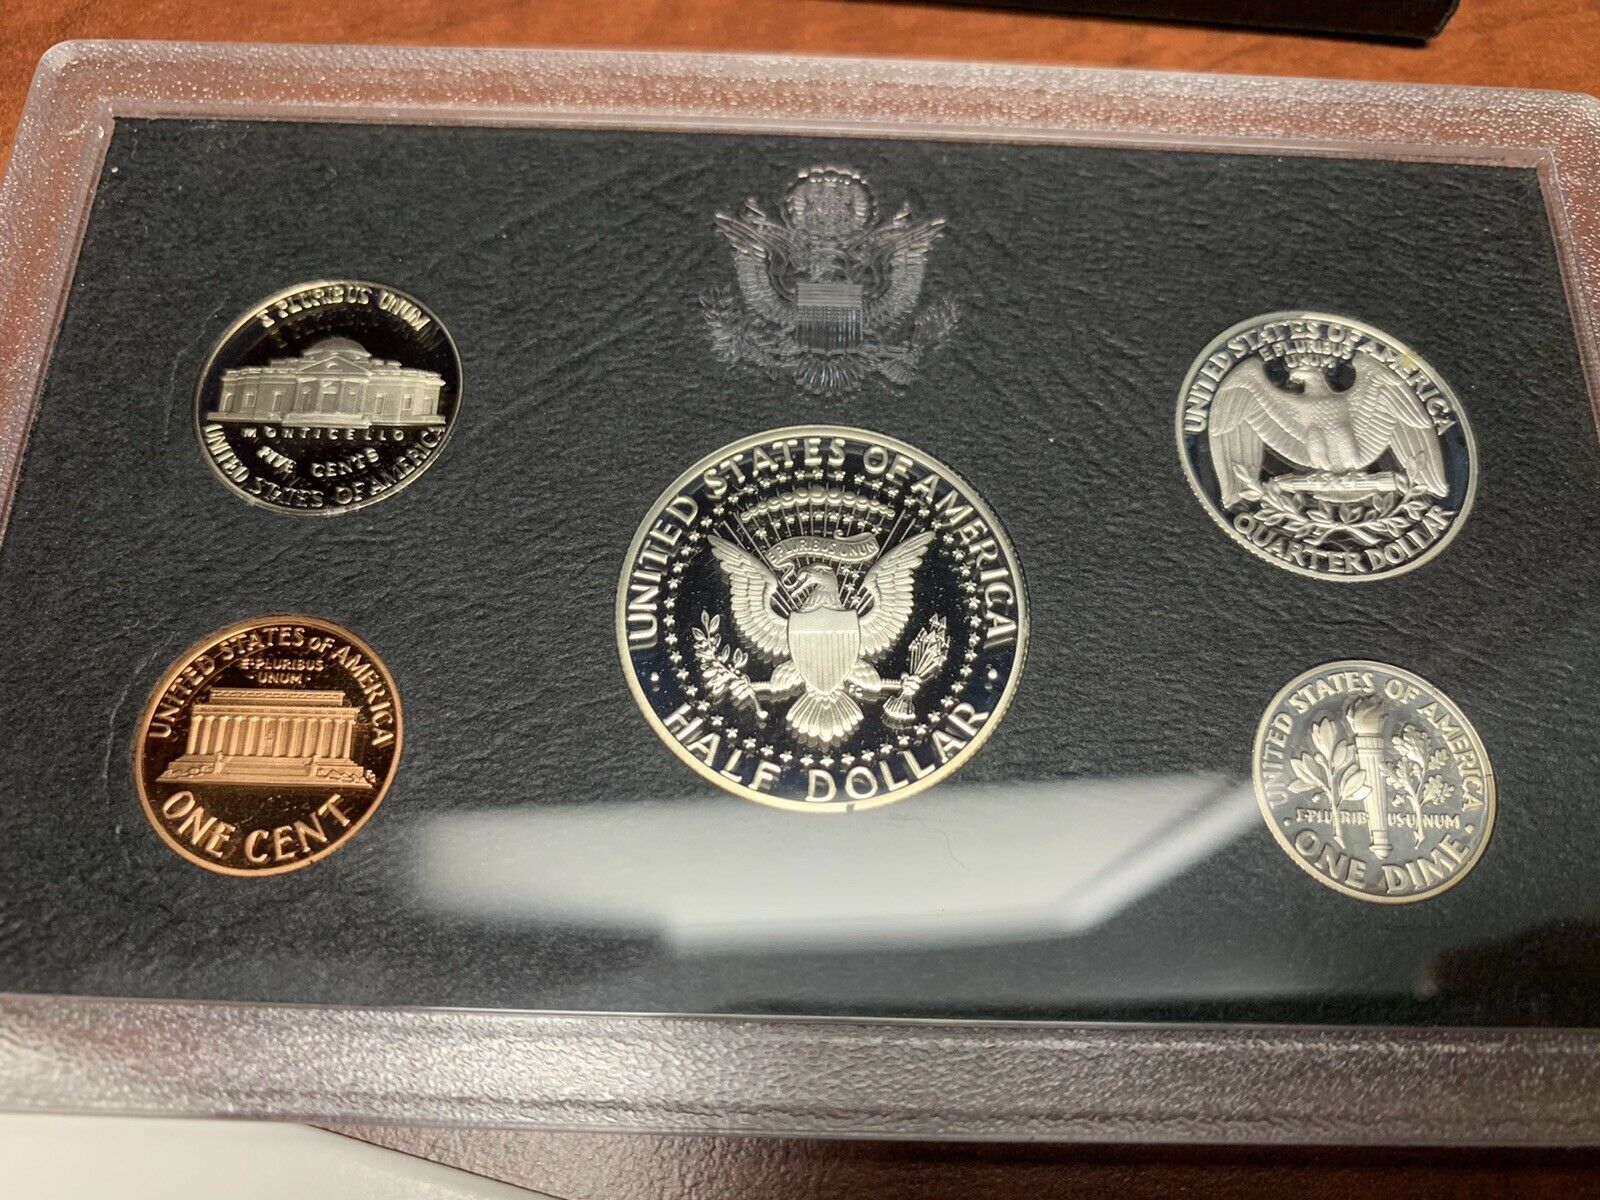 E PLURIBUS UNUM
MONTICELLO
FIVE CENTS
UNITED STATES OF AMERICA
UNITED STATES OF AMERICA
E·PLURIBUS
·UNUM·
ONE CENT
UNITED STATES OF AMERICA
E PLURIBUS UNUM
HALF DOLLAR
UNITED STATES OF AMERICA
E·PLURIBUS
UNUM
QUARTER DOLLAR
·UNITED STATES OF AMERICA·
E·PLURIBUS·UNUM
ONE DIME